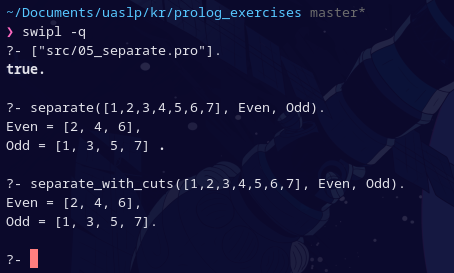 ~/Documents/uaslp/kr/prolog_exercises master*
❯ swipl -q
?- ["src/05_separate.pro"].
true.
?- separate([1,2,3,4,5,6,7], Even, Odd).
Even = [2, 4, 6],
Odd = [1, 3, 5, 7] .
?- separate_with_cuts([1,2,3,4,5,6,7], Even, Odd).
Even = [2, 4, 6],
Odd = [1, 3, 5, 7].
?-